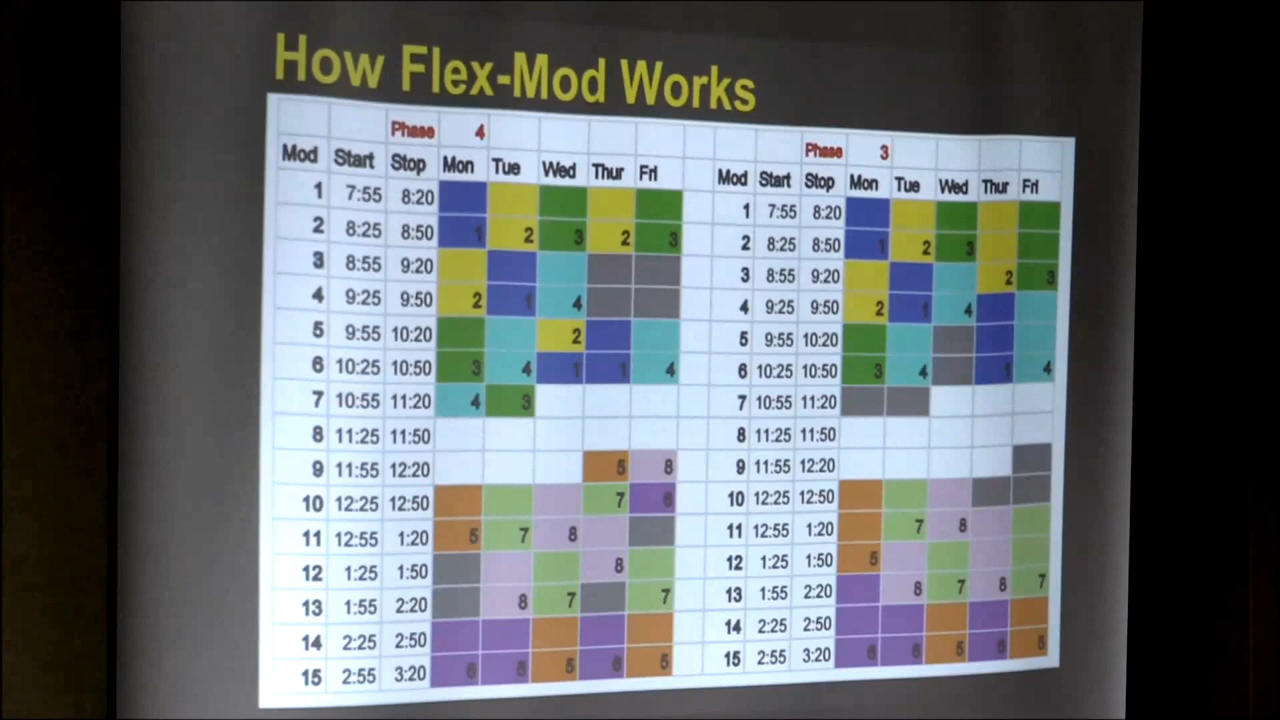 How Flex-Mod Works
Phase 4 Phase 3
Mod Start Stop Mon Tue Wed Thur Fri Mod Start Stop Mon Tue Wed Thur Fri
1 7:55 8:20 1 7:55 8:20
2 8:25 8:50 1 2 3 2 3 2 8:25 8:50 1 2 3
3 8:55 9:20 3 8:55 9:20 2 3
4 9:25 9:50 2 1 4 4 9:25 9:50 2 1 4
5 9:55 10:20 2 5 9:55 10:20
6 10:25 10:50 3 4 1 1 4 6 10:25 10:50 3 4 1 4
7 10:55 11:20 4 3 7 10:55 11:20
8 11:25 11:50 8 11:25 11:50
9 11:55 12:20 5 8 9 11:55 12:20
10 12:25 12:50 7 6 10 12:25 12:50
11 12:55 1:20 5 7 8 11 12:55 1:20 7 8
12 1:25 1:50 8 12 1:25 1:50 5
13 1:55 2:20 8 7 7 13 1:55 2:20 8 7 8 7
14 2:25 2:50 14 2:25 2:50
15 2:55 3:20 6 6 5 6 5 15 2:55 3:20 6 6 5 6 5